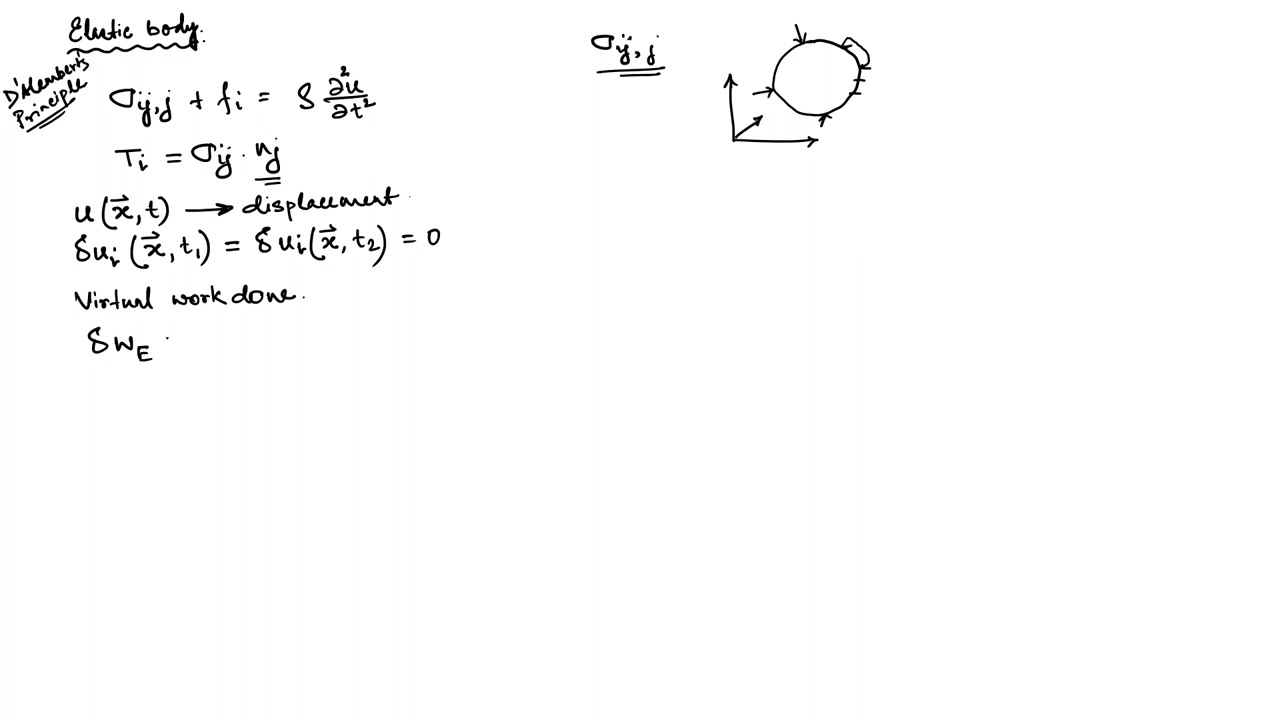 Elastic body:
D'Alembert's
Principle
σij,j + fi = ρ ∂²u/∂t²
Ti = σij · nj
u(x⃗, t) → displacement
δui(x⃗, t1) = δui(x⃗, t2) = 0
Virtual work done.
δWE
σij,j